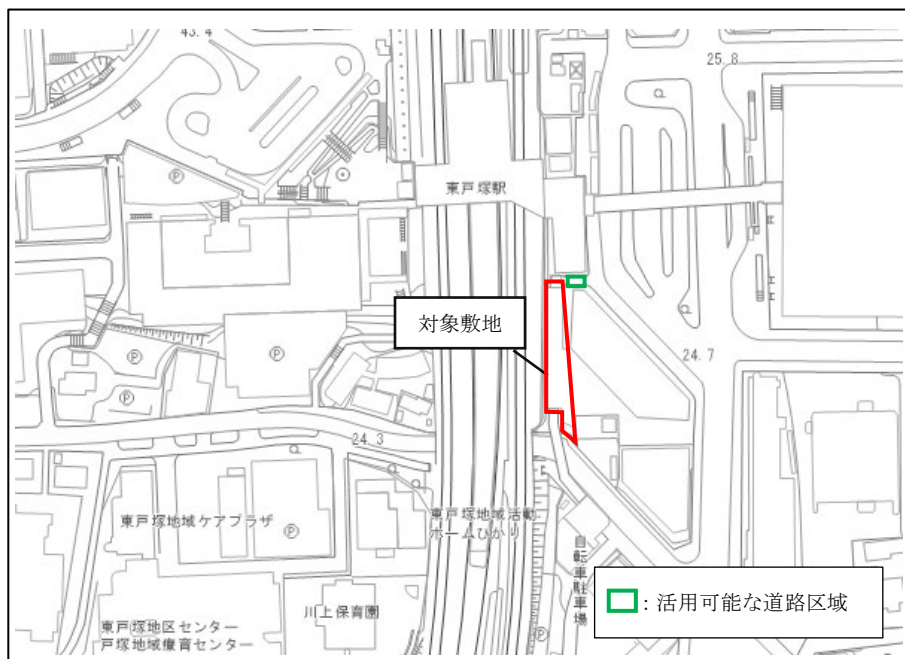 43.4
25.8
東戸塚駅
対象敷地
24.7
24.3
東戸塚地域ケアプラザ
東戸塚地域活動
ホームひかり
自転車駐車場
川上保育園
東戸塚地区センター
戸塚地域療育センター
:活用可能な道路区域
P
P
P
P
P
P